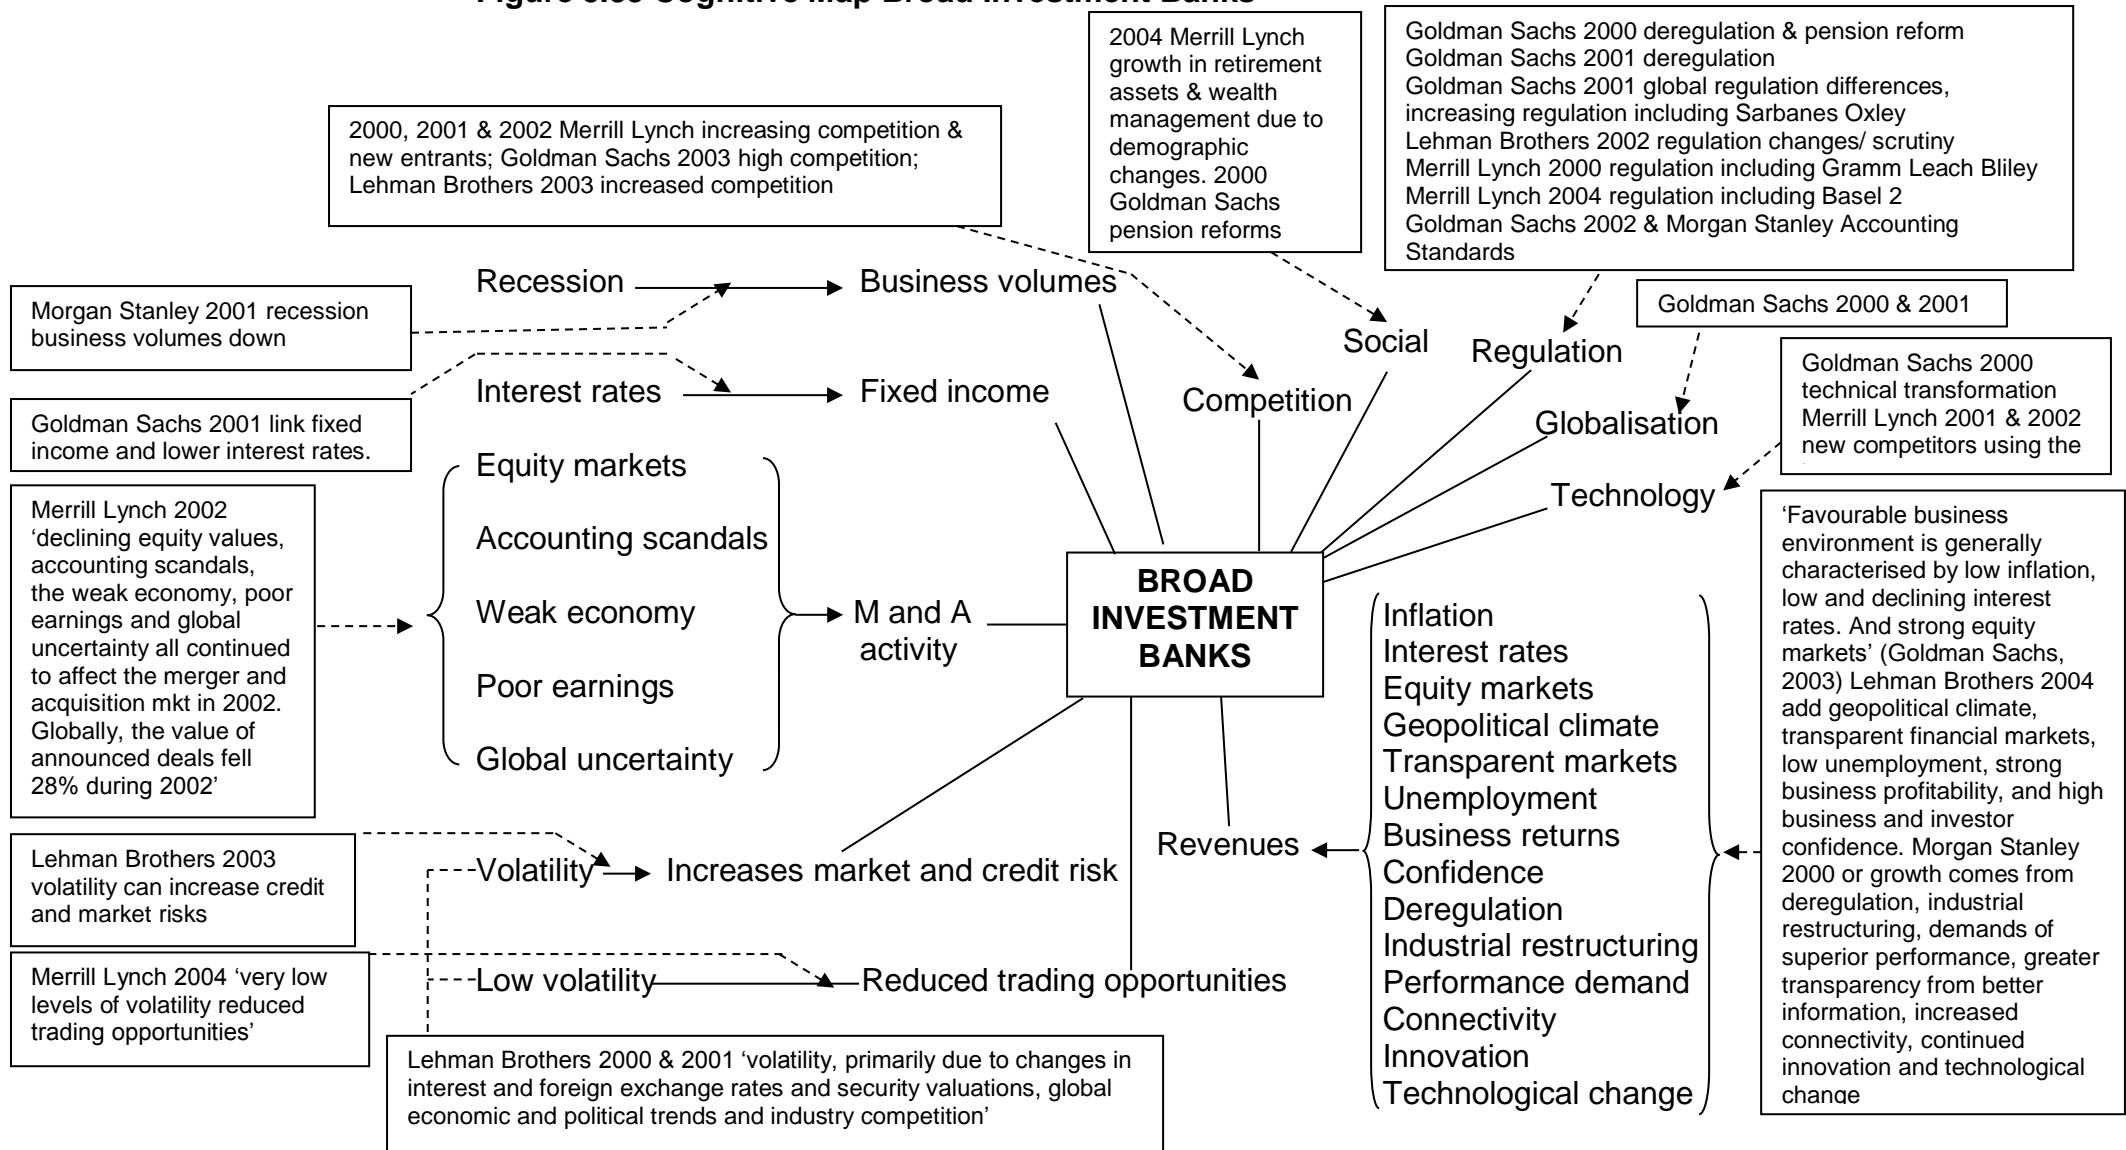 2004 Merrill Lynch
growth in retirement
assets & wealth
management due to
demographic
changes. 2000
Goldman Sachs
pension reforms
Goldman Sachs 2000 deregulation & pension reform
Goldman Sachs 2001 deregulation
Goldman Sachs 2001 global regulation differences,
increasing regulation including Sarbanes Oxley
Lehman Brothers 2002 regulation changes/ scrutiny
Merrill Lynch 2000 regulation including Gramm Leach Bliley
Merrill Lynch 2004 regulation including Basel 2
Goldman Sachs 2002 & Morgan Stanley Accounting
Standards
2000, 2001 & 2002 Merrill Lynch increasing competition &
new entrants; Goldman Sachs 2003 high competition;
Lehman Brothers 2003 increased competition
Recession
Business volumes
Morgan Stanley 2001 recession
business volumes down
Goldman Sachs 2000 & 2001
Social
Regulation
Goldman Sachs 2000
technical transformation
Merrill Lynch 2001 & 2002
new competitors using the
Interest rates
Fixed income
Competition
Globalisation
Goldman Sachs 2001 link fixed
income and lower interest rates.
Technology
Merrill Lynch 2002
‘declining equity values,
accounting scandals,
the weak economy, poor
earnings and global
uncertainty all continued
to affect the merger and
acquisition mkt in 2002.
Globally, the value of
announced deals fell
28% during 2002’
Equity markets
Accounting scandals
Weak economy
Poor earnings
Global uncertainty
M and A
activity
BROAD
INVESTMENT
BANKS
Inflation
Interest rates
Equity markets
Geopolitical climate
Transparent markets
Unemployment
Business returns
Confidence
Deregulation
Industrial restructuring
Performance demand
Connectivity
Innovation
Technological change
‘Favourable business
environment is generally
characterised by low inflation,
low and declining interest
rates. And strong equity
markets’ (Goldman Sachs,
2003) Lehman Brothers 2004
add geopolitical climate,
transparent financial markets,
low unemployment, strong
business profitability, and high
business and investor
confidence. Morgan Stanley
2000 or growth comes from
deregulation, industrial
restructuring, demands of
superior performance, greater
transparency from better
information, increased
connectivity, continued
innovation and technological
change
Revenues
Lehman Brothers 2003
volatility can increase credit
and market risks
Volatility
Increases market and credit risk
Merrill Lynch 2004 ‘very low
levels of volatility reduced
trading opportunities’
Low volatility
Reduced trading opportunities
Lehman Brothers 2000 & 2001 ‘volatility, primarily due to changes in
interest and foreign exchange rates and security valuations, global
economic and political trends and industry competition’